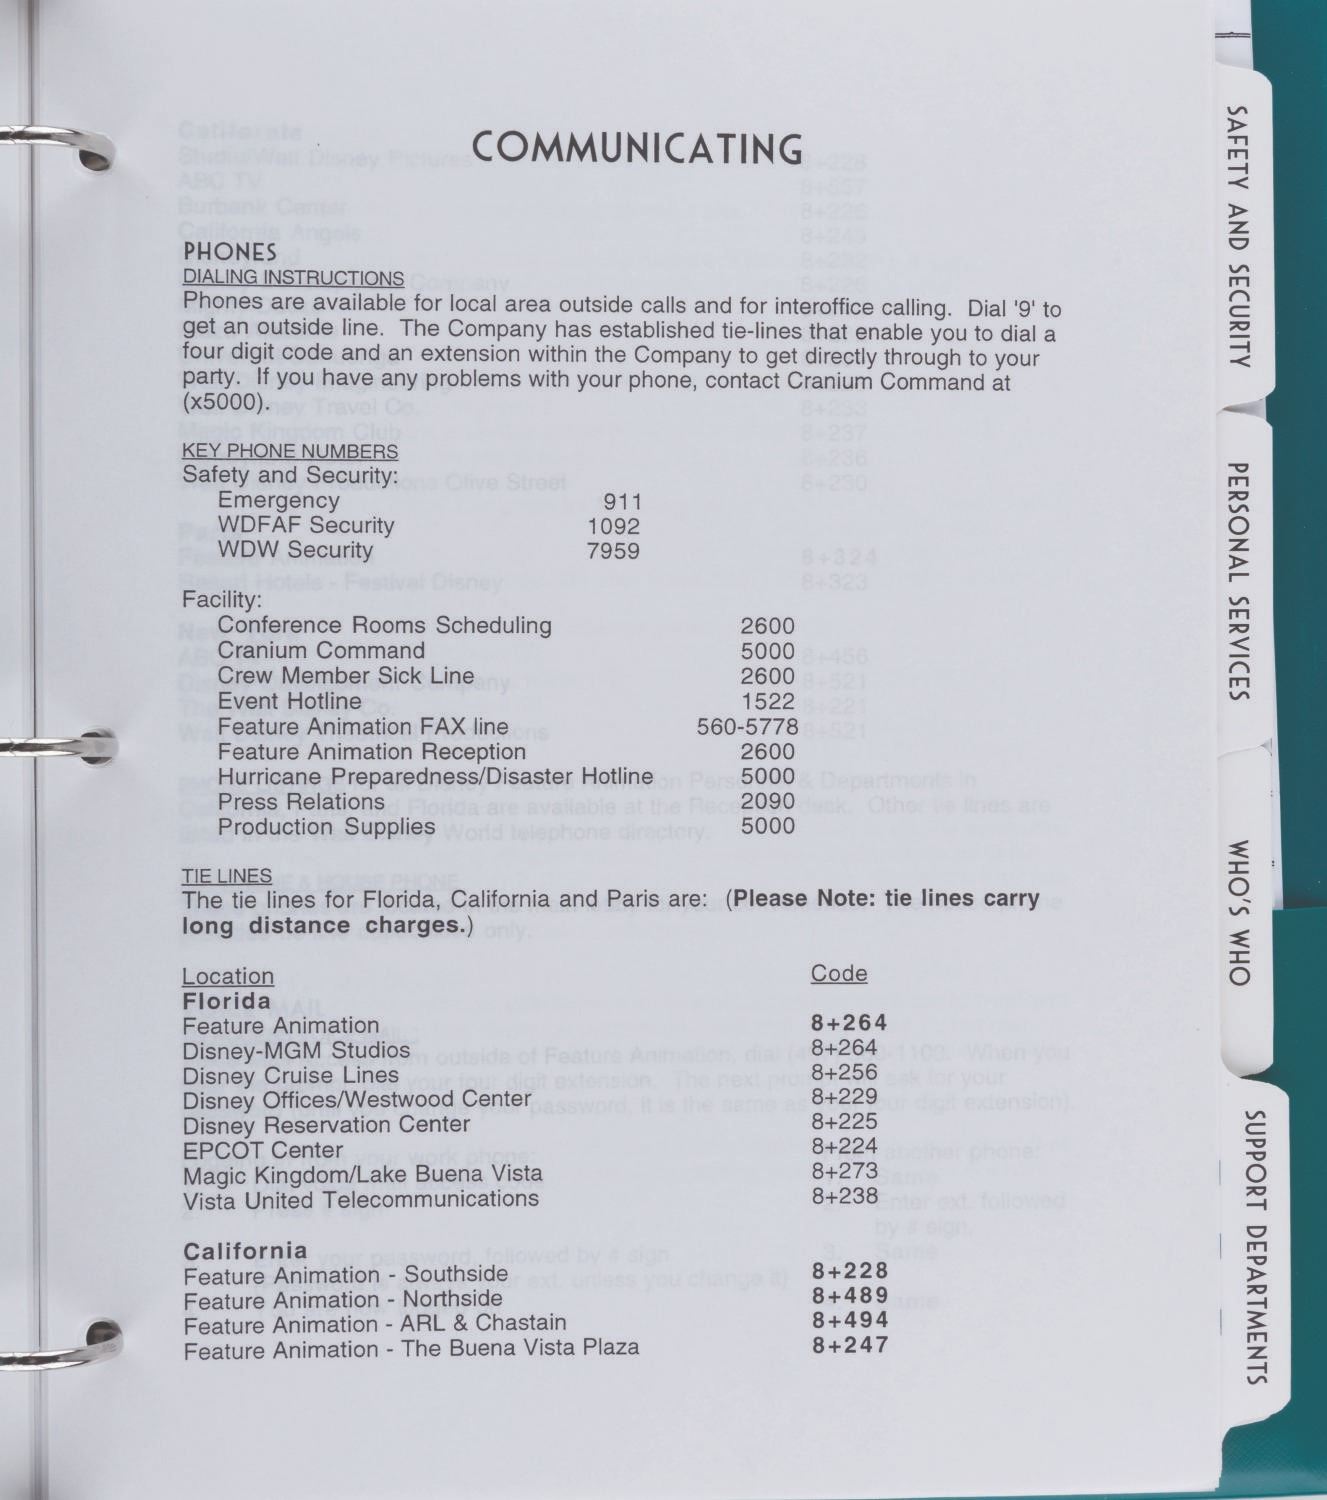 COMMUNICATING
PHONES
DIALING INSTRUCTIONS
Phones are available for local area outside calls and for interoffice calling. Dial '9' to
get an outside line. The Company has established tie-lines that enable you to dial a
four digit code and an extension within the Company to get directly through to your
party. If you have any problems with your phone, contact Cranium Command at
(x5000).
KEY PHONE NUMBERS
Safety and Security:
Emergency 911
WDFAF Security 1092
WDW Security 7959
Facility:
Conference Rooms Scheduling 2600
Cranium Command 5000
Crew Member Sick Line 2600
Event Hotline 1522
Feature Animation FAX line 560-5778
Feature Animation Reception 2600
Hurricane Preparedness/Disaster Hotline 5000
Press Relations 2090
Production Supplies 5000
TIE LINES
The tie lines for Florida, California and Paris are: (Please Note: tie lines carry
long distance charges.)
Location Code
Florida
Feature Animation 8+264
Disney-MGM Studios 8+264
Disney Cruise Lines 8+256
Disney Offices/Westwood Center 8+229
Disney Reservation Center 8+225
EPCOT Center 8+224
Magic Kingdom/Lake Buena Vista 8+273
Vista United Telecommunications 8+238
California
Feature Animation - Southside 8+228
Feature Animation - Northside 8+489
Feature Animation - ARL & Chastain 8+494
Feature Animation - The Buena Vista Plaza 8+247
SAFETY AND SECURITY
PERSONAL SERVICES
WHO'S WHO
SUPPORT DEPARTMENTS